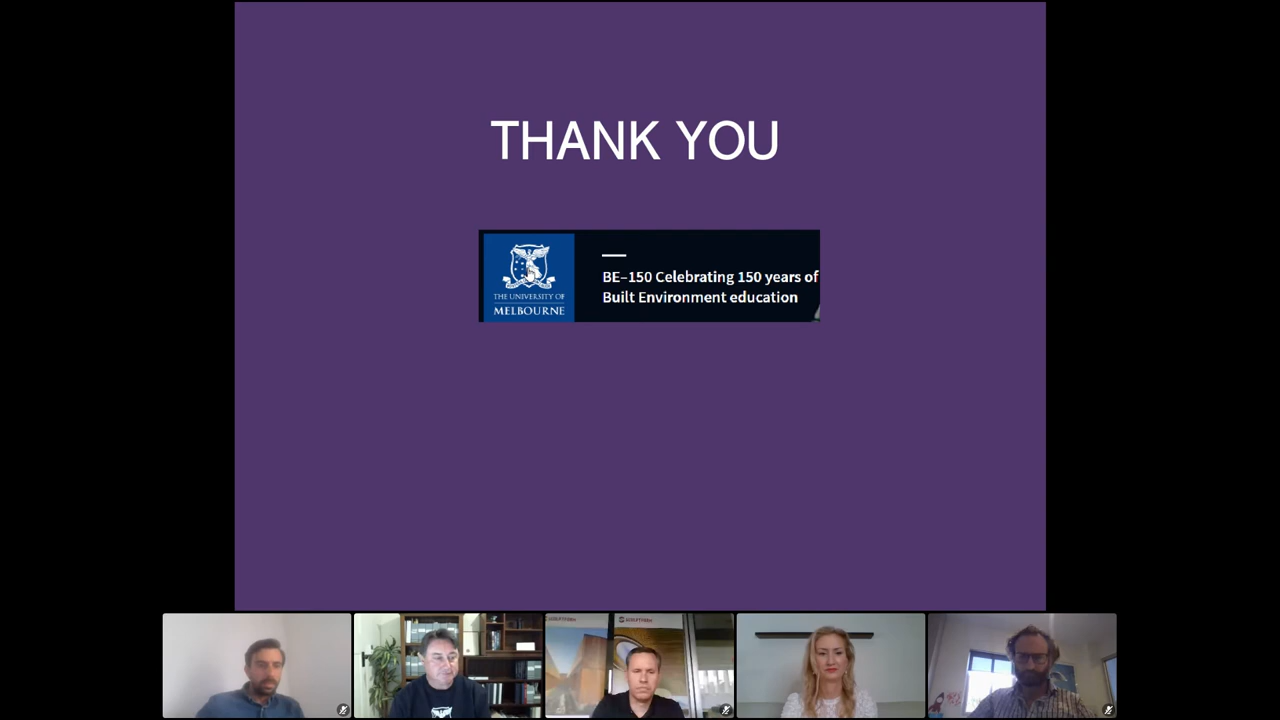 THANK YOU
BE–150 Celebrating 150 years of
Built Environment education
THE UNIVERSITY OF
MELBOURNE